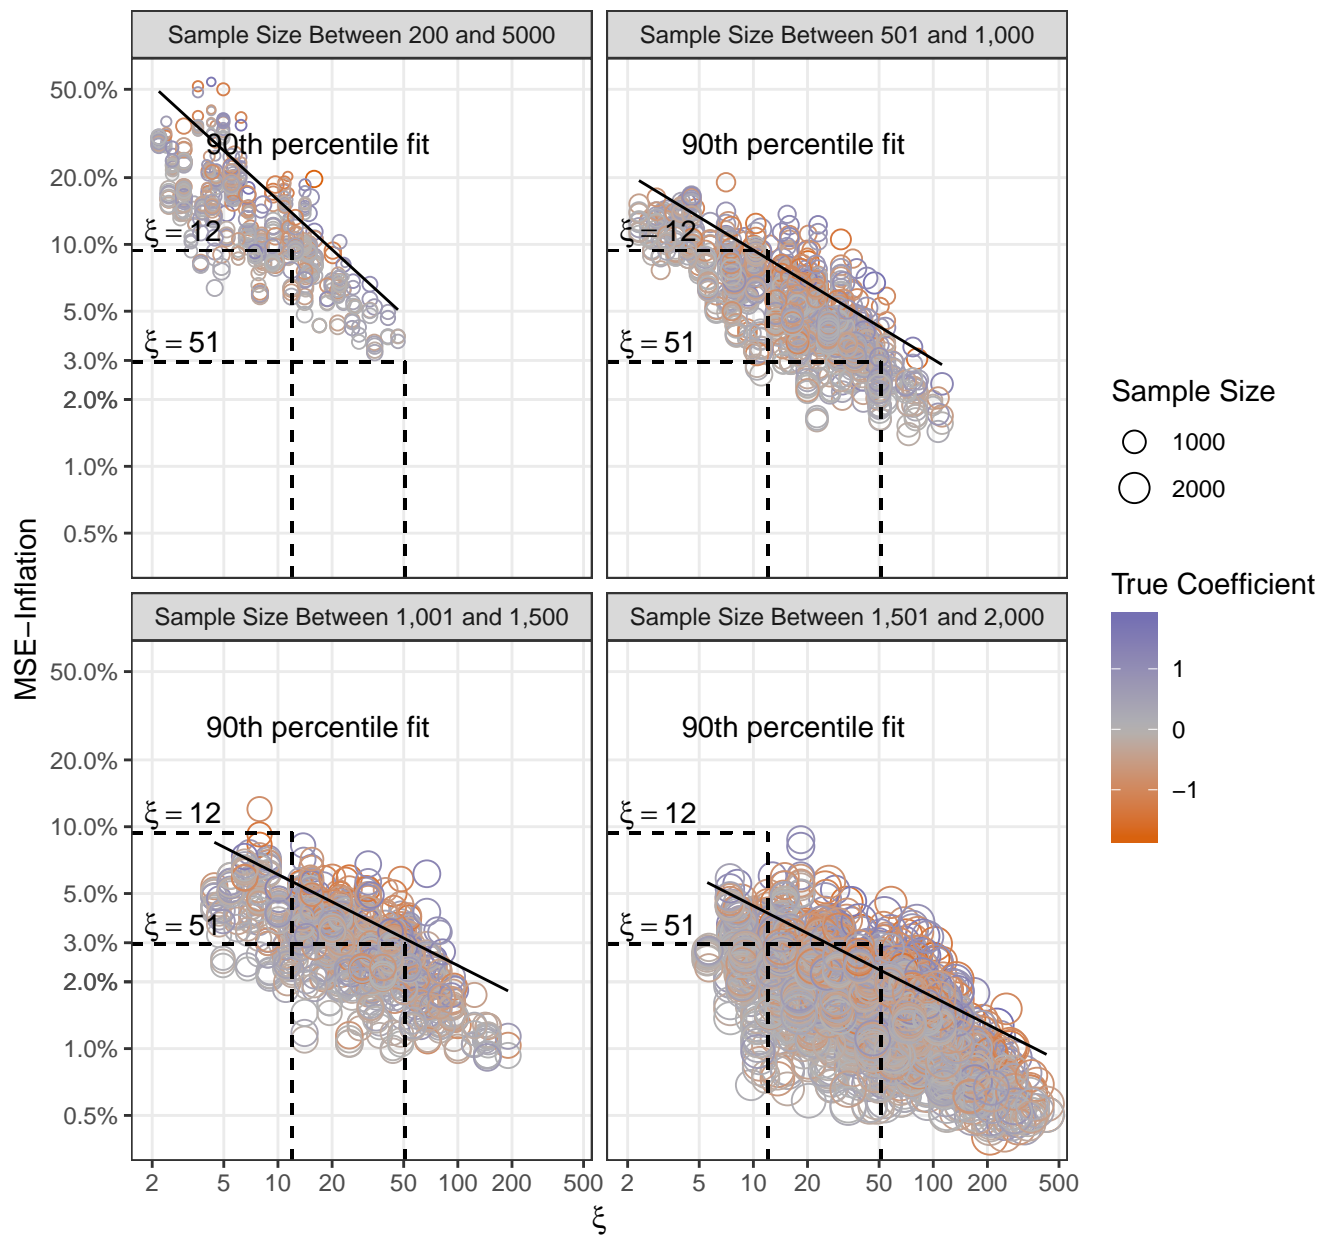 Sample Size Between 200 and 5000
Sample Size Between 501 and 1,000
50.0%
20.0%
10.0%
5.0%
3.0%
2.0%
1.0%
0.5%
90th percentile fit
ξ = 12
ξ = 51
90th percentile fit
ξ = 12
ξ = 51
MSE−Inflation
Sample Size Between 1,001 and 1,500
Sample Size Between 1,501 and 2,000
50.0%
20.0%
10.0%
5.0%
3.0%
2.0%
1.0%
0.5%
90th percentile fit
ξ = 12
ξ = 51
90th percentile fit
ξ = 12
ξ = 51
2 5 10 20 50 100 200 500
2 5 10 20 50 100 200 500
ξ
Sample Size
1000
2000
True Coefficient
1
0
−1